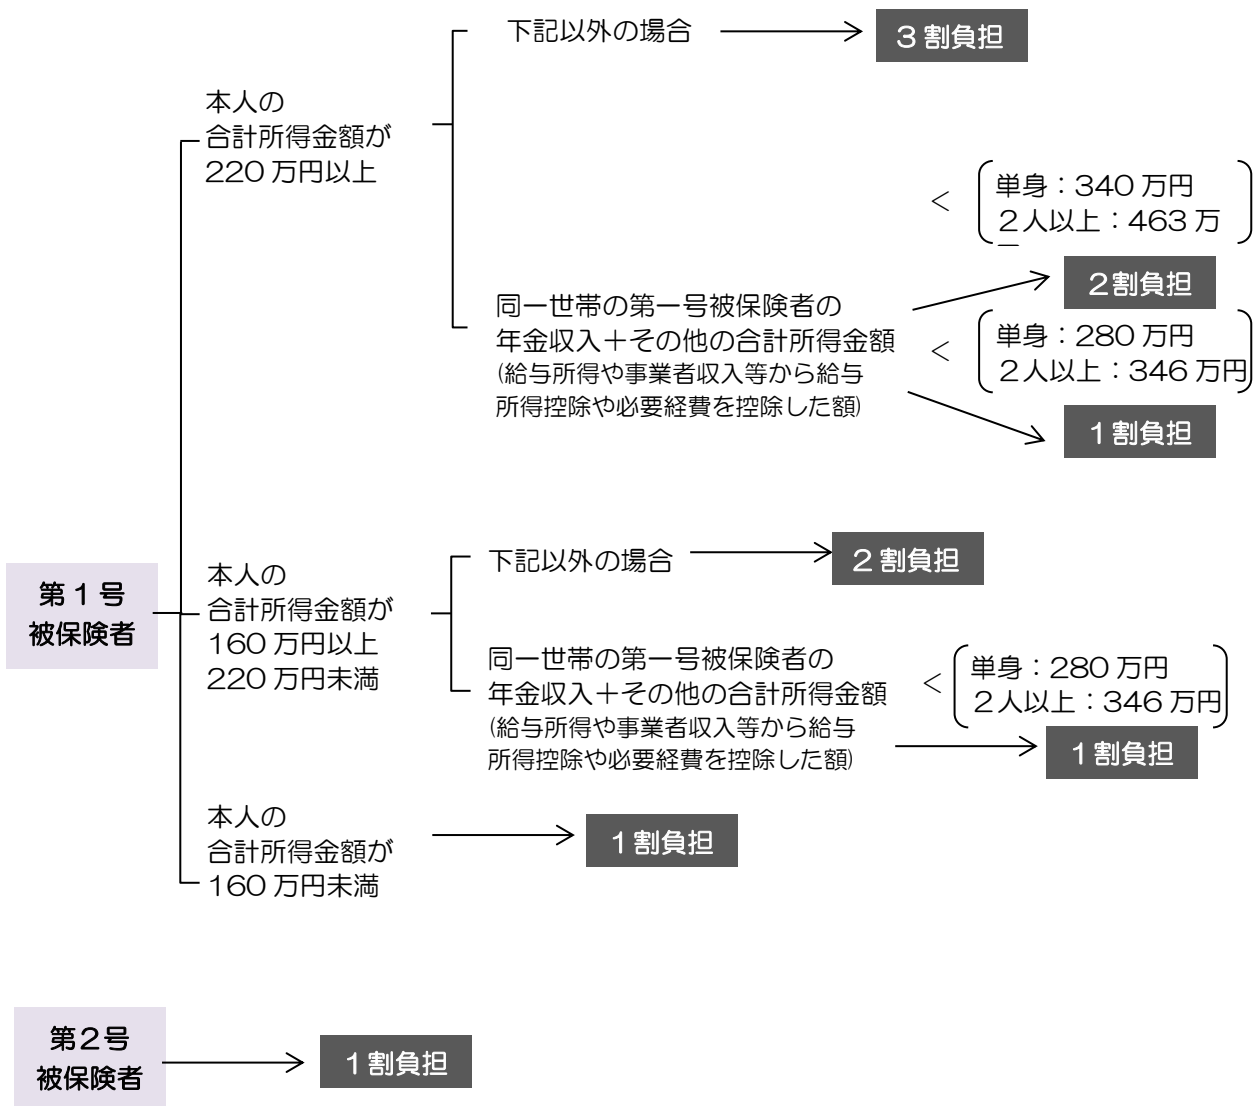 下記以外の場合
3割負担
本人の
合計所得金額が
220万円以上
<
単身：340万円
2人以上：463万
2割負担
同一世帯の第一号被保険者の
年金収入＋その他の合計所得金額
(給与所得や事業者収入等から給与
所得控除や必要経費を控除した額)
<
単身：280万円
2人以上：346万円
1割負担
第1号
被保険者
本人の
合計所得金額が
160万円以上
220万円未満
下記以外の場合
2割負担
同一世帯の第一号被保険者の
年金収入＋その他の合計所得金額
(給与所得や事業者収入等から給与
所得控除や必要経費を控除した額)
<
単身：280万円
2人以上：346万円
1割負担
本人の
合計所得金額が
160万円未満
1割負担
第2号
被保険者
1割負担